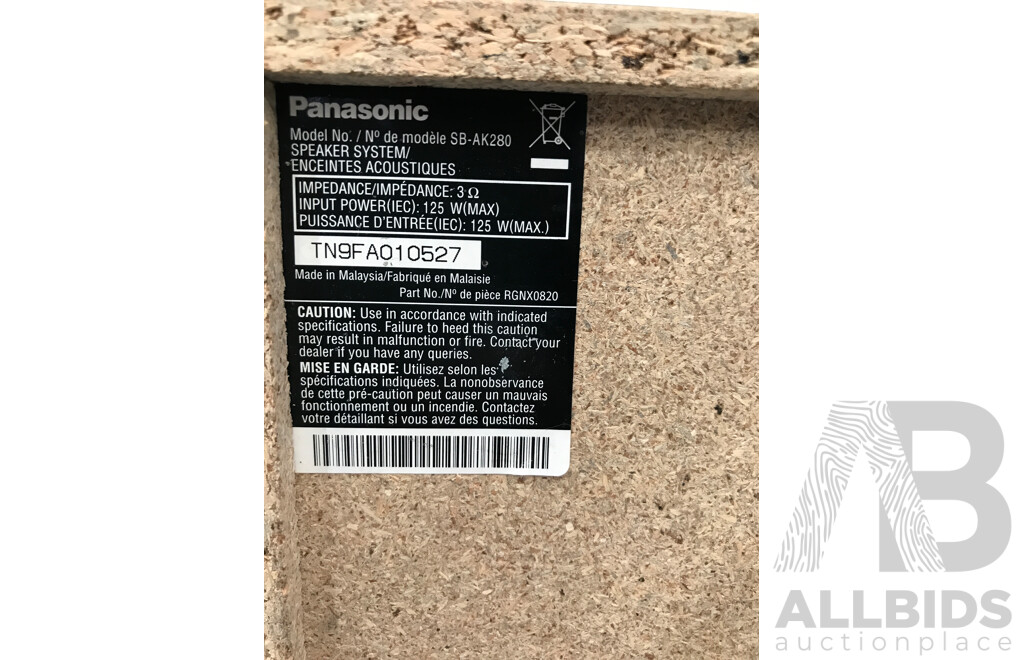 Panasonic
Model No. / Nº de modèle SB-AK280
SPEAKER SYSTEM/
ENCEINTES ACOUSTIQUES
IMPEDANCE/IMPÉDANCE: 3 Ω
INPUT POWER(IEC): 125 W(MAX)
PUISSANCE D'ENTRÉE(IEC): 125 W(MAX.)
TN9FA010527
Made in Malaysia/Fabriqué en Malaisie
Part No./Nº de pièce RGNX0820
CAUTION: Use in accordance with indicated
specifications. Failure to heed this caution
may result in malfunction or fire. Contact your
dealer if you have any queries.
MISE EN GARDE: Utilisez selon les
spécifications indiquées. La nonobservance
de cette pré-caution peut causer un mauvais
fonctionnement ou un incendie. Contactez
votre détaillant si vous avez des questions.
AB
ALLBIDS
auctionplace